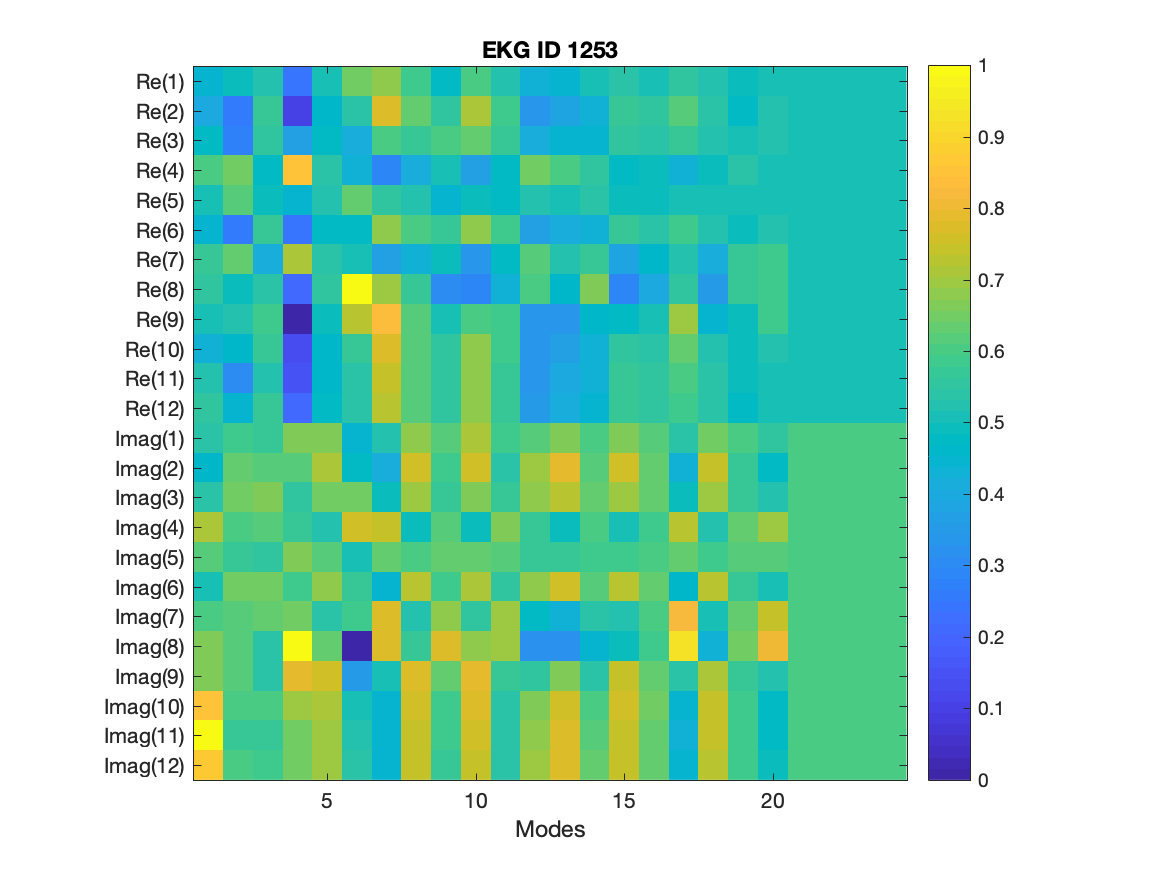 EKG ID 1253
Re(1)
Re(2)
Re(3)
Re(4)
Re(5)
Re(6)
Re(7)
Re(8)
Re(9)
Re(10)
Re(11)
Re(12)
Imag(1)
Imag(2)
Imag(3)
Imag(4)
Imag(5)
Imag(6)
Imag(7)
Imag(8)
Imag(9)
Imag(10)
Imag(11)
Imag(12)
5 10 15 20
Modes
1
0.9
0.8
0.7
0.6
0.5
0.4
0.3
0.2
0.1
0